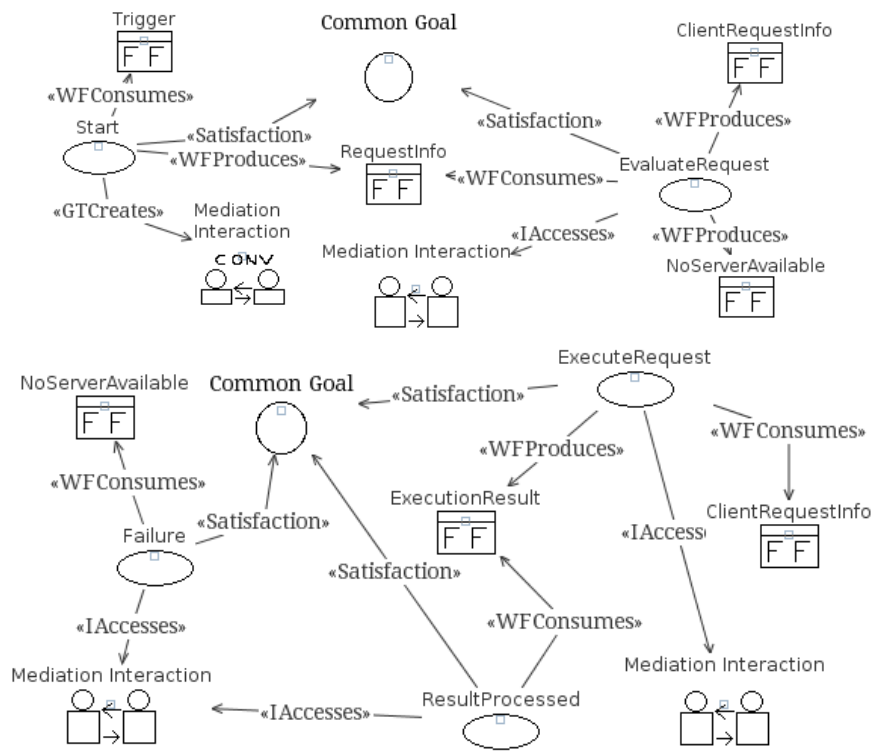 Trigger
Common Goal
ClientRequestInfo
F F
F F
«WFConsumes»
Start
«Satisfaction»
«WFProduces»
RequestInfo
F F
«Satisfaction»
«WFProduces»
EvaluateRequest
«WFConsumes»
«GTCreates»
Mediation
Interaction
CONV
«IAccesses»
Mediation Interaction
«WFProduces»
NoServerAvailable
F F
ExecuteRequest
NoServerAvailable
Common Goal
F F
«Satisfaction»
«WFConsumes»
«WFProduces»
«WFConsumes»
ExecutionResult
F F
ClientRequestInfo
F F
«Satisfaction»
Failure
«IAccess
«Satisfaction»
«IAccesses»
«WFConsumes»
Mediation Interaction
Mediation Interaction
ResultProcessed
«IAccesses»